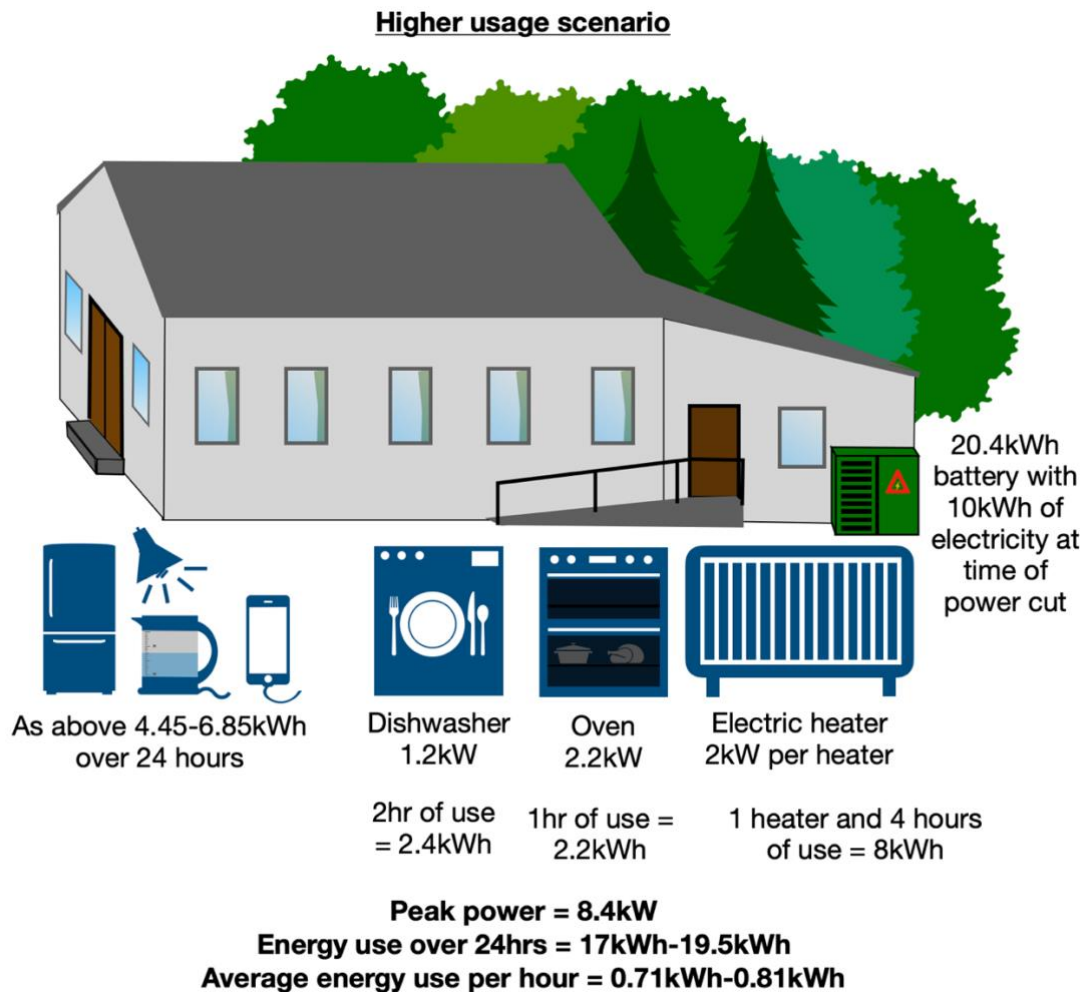 Higher usage scenario
20.4kWh
battery with
10kWh of
electricity at
time of
power cut
As above 4.45-6.85kWh
over 24 hours
Dishwasher
1.2kW
2hr of use
= 2.4kWh
Oven
2.2kW
1hr of use =
2.2kWh
Electric heater
2kW per heater
1 heater and 4 hours
of use = 8kWh
Peak power = 8.4kW
Energy use over 24hrs = 17kWh-19.5kWh
Average energy use per hour = 0.71kWh-0.81kWh